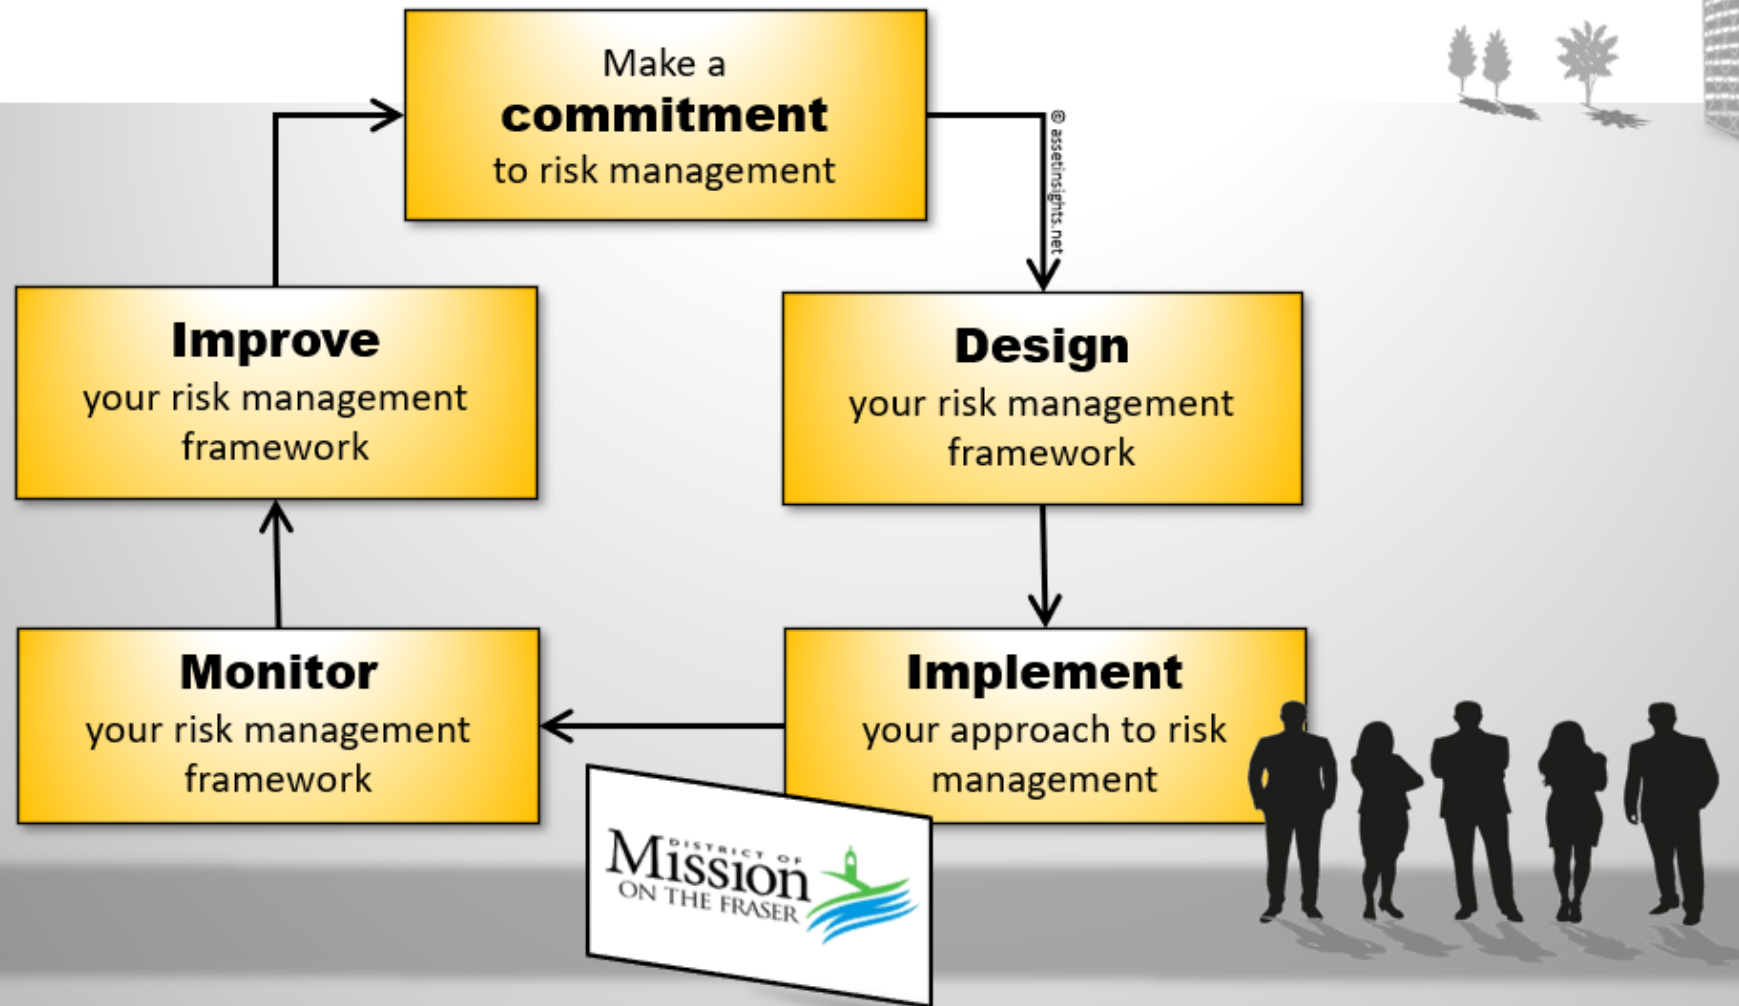 Make a
commitment
to risk management
© assetinsights.net
Improve
your risk management
framework
Design
your risk management
framework
Monitor
your risk management
framework
Implement
your approach to risk
management
DISTRICT OF
Mission
ON THE FRASER